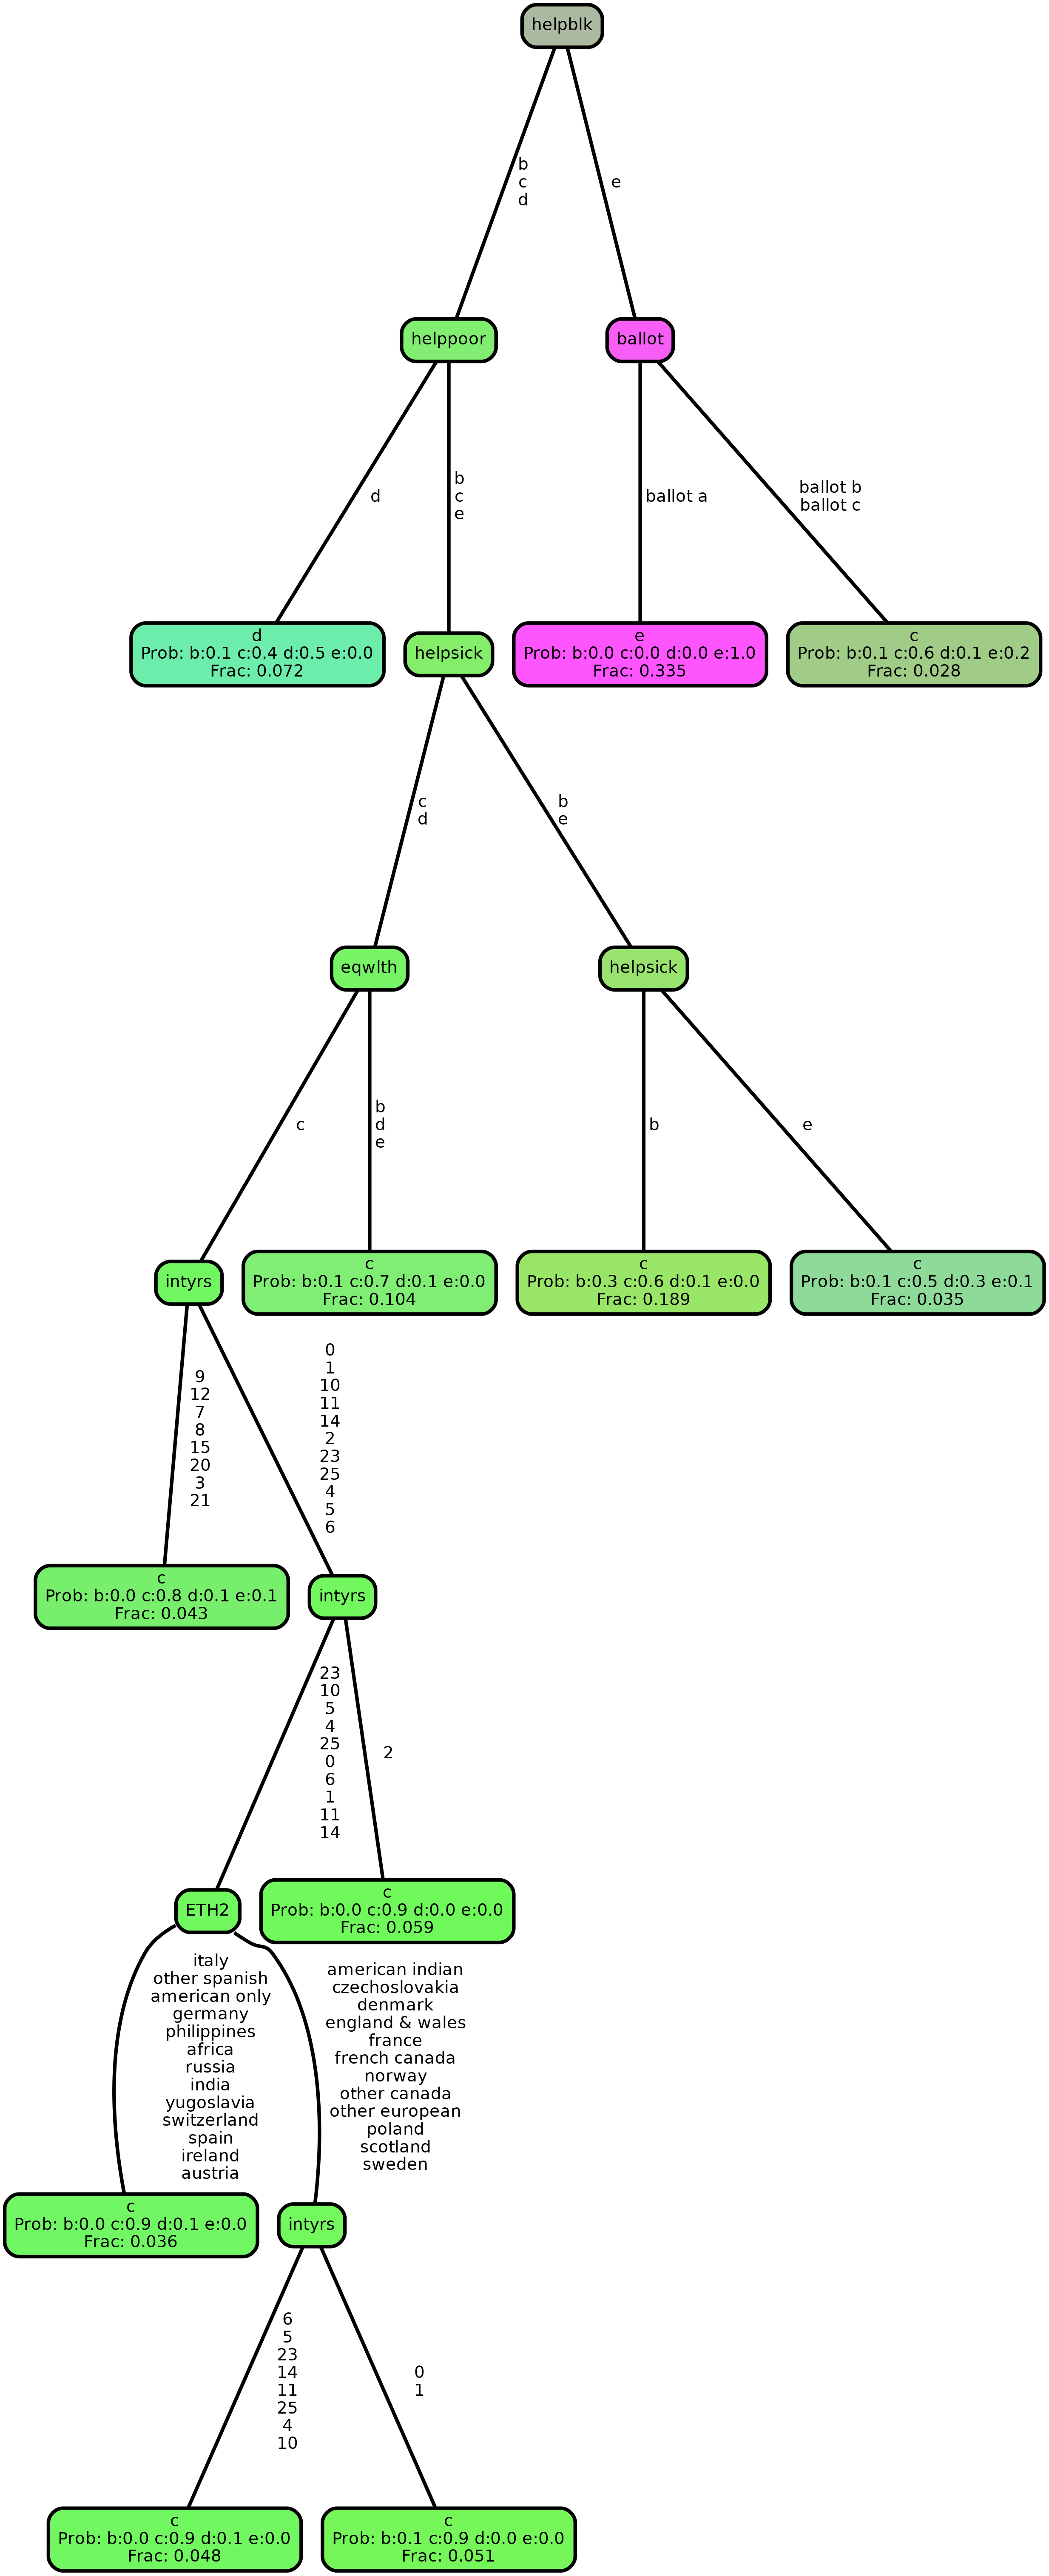 helpblk
b
c
d
e
helppoor
ballot
d
b
c
e
ballot a
ballot b
ballot c
d
Prob: b:0.1 c:0.4 d:0.5 e:0.0
Frac: 0.072
helpsick
e
Prob: b:0.0 c:0.0 d:0.0 e:1.0
Frac: 0.335
c
Prob: b:0.1 c:0.6 d:0.1 e:0.2
Frac: 0.028
c
d
b
e
eqwlth
helpsick
c
b
d
e
b
e
intyrs
c
Prob: b:0.1 c:0.7 d:0.1 e:0.0
Frac: 0.104
c
Prob: b:0.3 c:0.6 d:0.1 e:0.0
Frac: 0.189
c
Prob: b:0.1 c:0.5 d:0.3 e:0.1
Frac: 0.035
9
12
7
8
15
20
3
21
0
1
10
11
14
2
23
25
4
5
6
c
Prob: b:0.0 c:0.8 d:0.1 e:0.1
Frac: 0.043
intyrs
23
10
5
4
25
0
6
1
11
14
2
ETH2
c
Prob: b:0.0 c:0.9 d:0.0 e:0.0
Frac: 0.059
italy
other spanish
american only
germany
philippines
africa
russia
india
yugoslavia
switzerland
spain
ireland
austria
american indian
czechoslovakia
denmark
england & wales
france
french canada
norway
other canada
other european
poland
scotland
sweden
c
Prob: b:0.0 c:0.9 d:0.1 e:0.0
Frac: 0.036
intyrs
6
5
23
14
11
25
4
10
0
1
c
Prob: b:0.0 c:0.9 d:0.1 e:0.0
Frac: 0.048
c
Prob: b:0.1 c:0.9 d:0.0 e:0.0
Frac: 0.051